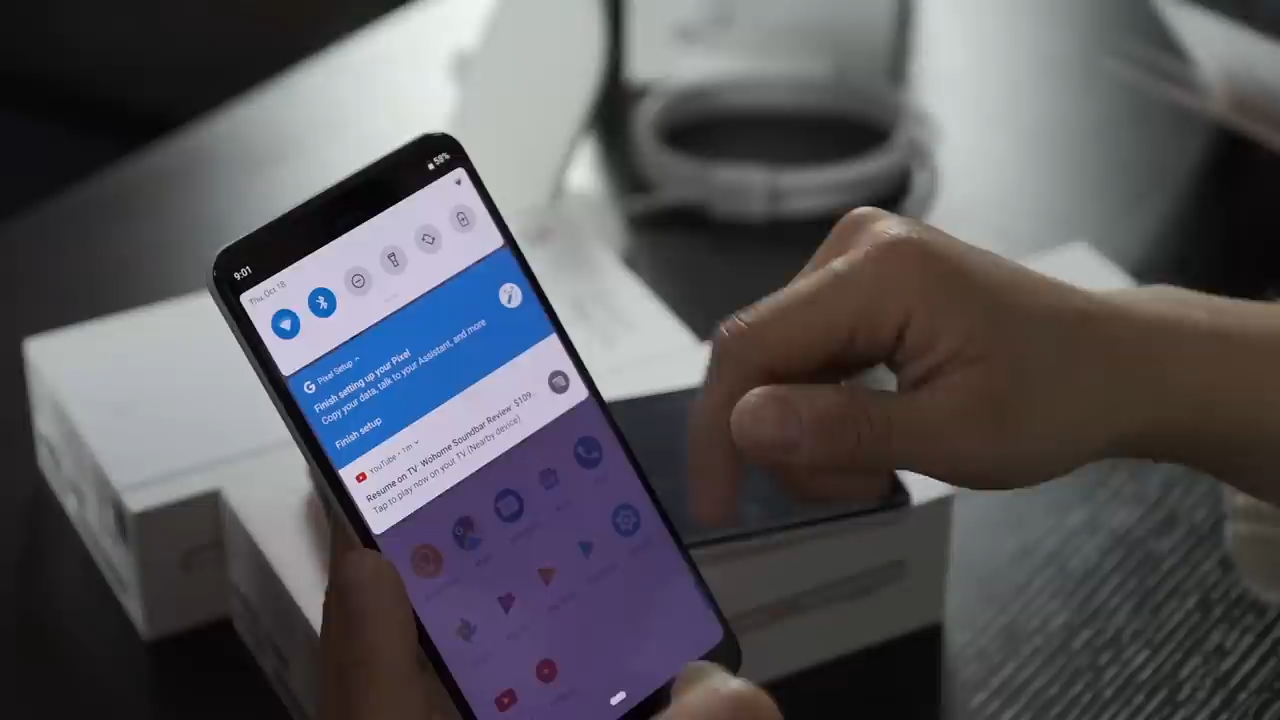 9:01
58%
Thu, Oct 18
Pixel Setup
Finish setting up your Pixel
Copy your data, talk to your Assistant, and more
Finish setup
YouTube • 1m
Resume on TV: Wohome Soundbar Review: $109...
Tap to play now on your TV (Nearby device)